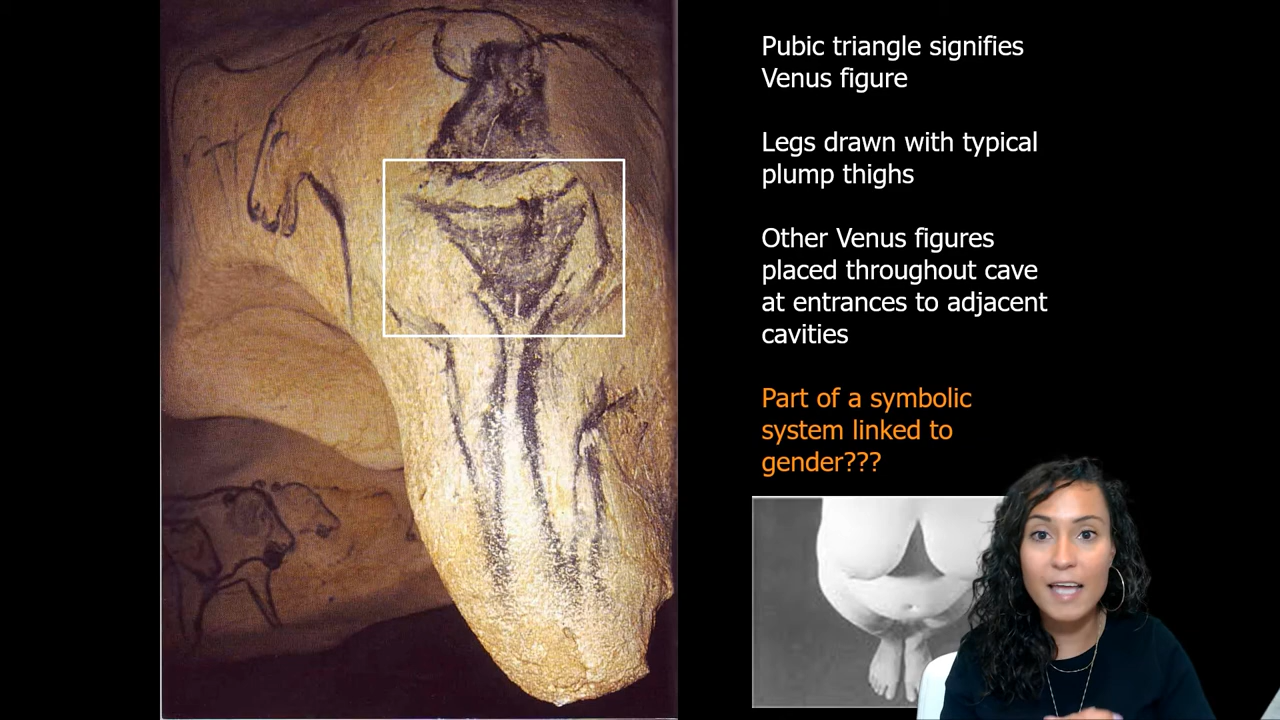 Pubic triangle signifies
Venus figure
Legs drawn with typical
plump thighs
Other Venus figures
placed throughout cave
at entrances to adjacent
cavities
Part of a symbolic
system linked to
gender???